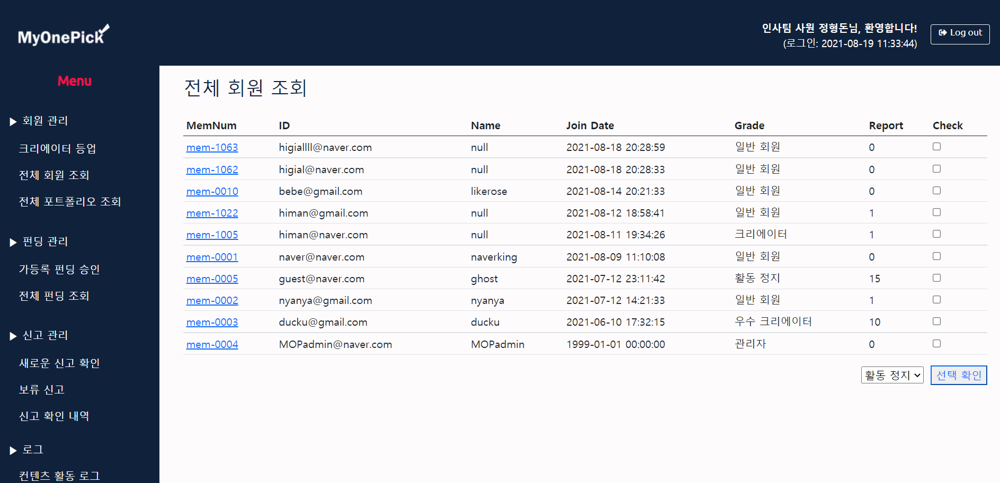 MyOnePick
인사팀 사원 정형돈님, 환영합니다!
(로그인: 2021-08-19 11:33:44)
Log out
Menu
▶ 회원 관리
크리에이터 등업
전체 회원 조회
전체 포트폴리오 조회
▶ 펀딩 관리
가등록 펀딩 승인
전체 펀딩 조회
▶ 신고 관리
새로운 신고 확인
보류 신고
신고 확인 내역
▶ 로그
컨텐츠 활동 로그
전체 회원 조회
MemNum ID Name Join Date Grade Report Check
mem-1063 higiallll@naver.com null 2021-08-18 20:28:59 일반 회원 0
mem-1062 higial@naver.com null 2021-08-18 20:28:33 일반 회원 0
mem-0010 bebe@gmail.com likerose 2021-08-14 20:21:33 일반 회원 0
mem-1022 himan@gmail.com null 2021-08-12 18:58:41 일반 회원 1
mem-1005 himan@naver.com null 2021-08-11 19:34:26 크리에이터 1
mem-0001 naver@naver.com naverking 2021-08-09 11:10:08 일반 회원 0
mem-0005 guest@naver.com ghost 2021-07-12 23:11:42 활동 정지 15
mem-0002 nyanya@gmail.com nyanya 2021-07-12 14:21:33 일반 회원 1
mem-0003 ducku@gmail.com ducku 2021-06-10 17:32:15 우수 크리에이터 10
mem-0004 MOPadmin@naver.com MOPadmin 1999-01-01 00:00:00 관리자 0
활동 정지 선택 확인